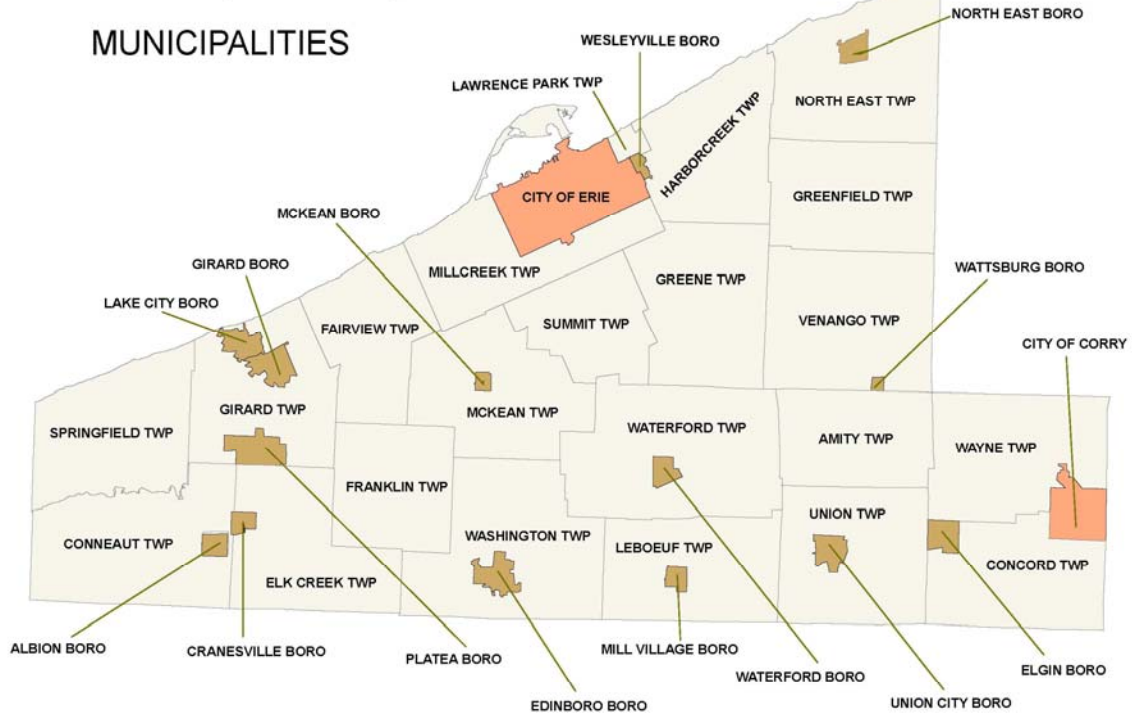 MUNICIPALITIES
NORTH EAST BORO
WESLEYVILLE BORO
LAWRENCE PARK TWP
NORTH EAST TWP
HARBORCREEK TWP
CITY OF ERIE
GREENFIELD TWP
MCKEAN BORO
GIRARD BORO
MILLCREEK TWP
GREENE TWP
WATTSBURG BORO
LAKE CITY BORO
FAIRVIEW TWP
SUMMIT TWP
VENANGO TWP
CITY OF CORRY
GIRARD TWP
MCKEAN TWP
SPRINGFIELD TWP
WATERFORD TWP
AMITY TWP
WAYNE TWP
FRANKLIN TWP
UNION TWP
CONNEAUT TWP
WASHINGTON TWP
LEBOEUF TWP
CONCORD TWP
ELK CREEK TWP
ALBION BORO
CRANESVILLE BORO
PLATEA BORO
MILL VILLAGE BORO
ELGIN BORO
WATERFORD BORO
EDINBORO BORO
UNION CITY BORO